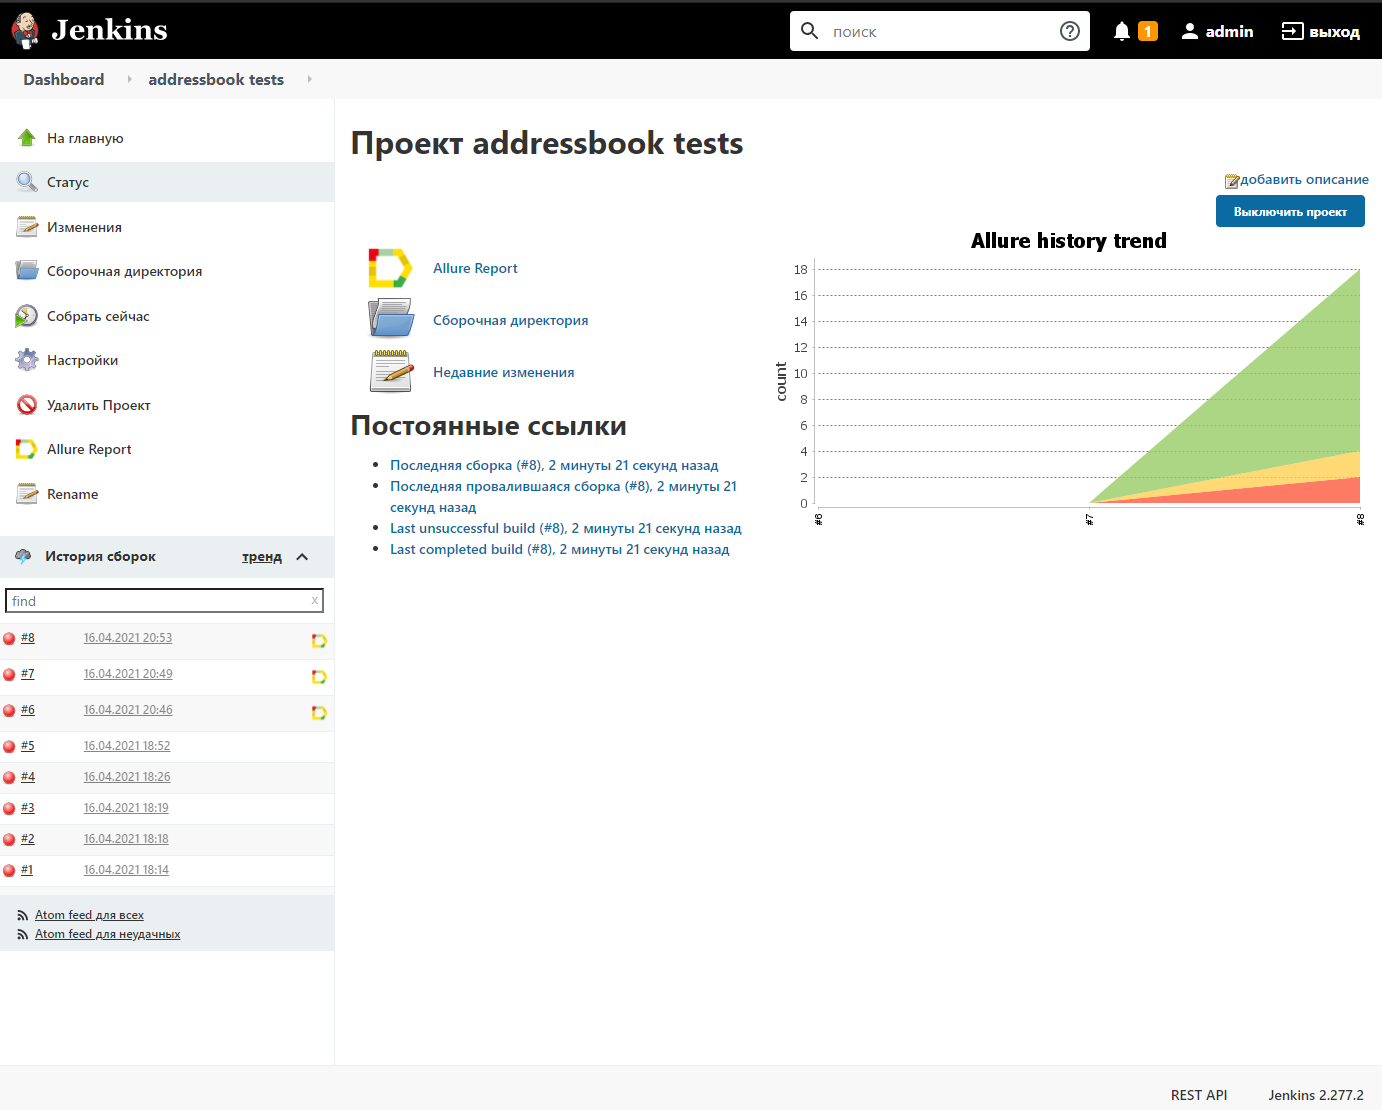 Jenkins
поиск
1
admin
выход
Dashboard
addressbook tests
На главную
Статус
Изменения
Сборочная директория
Собрать сейчас
Настройки
Удалить Проект
Allure Report
Rename
История сборок
тренд
find
x
#8 16.04.2021 20:53
#7 16.04.2021 20:49
#6 16.04.2021 20:46
#5 16.04.2021 18:52
#4 16.04.2021 18:26
#3 16.04.2021 18:19
#2 16.04.2021 18:18
#1 16.04.2021 18:14
Atom feed для всех
Atom feed для неудачных
Проект addressbook tests
добавить описание
Выключить проект
Allure Report
Сборочная директория
Недавние изменения
Постоянные ссылки
Последняя сборка (#8), 2 минуты 21 секунд назад
Последняя провалившаяся сборка (#8), 2 минуты 21
секунд назад
Last unsuccessful build (#8), 2 минуты 21 секунд назад
Last completed build (#8), 2 минуты 21 секунд назад
Allure history trend
count
18
16
14
12
10
8
6
4
2
0
#6
#7
#8
REST API
Jenkins 2.277.2